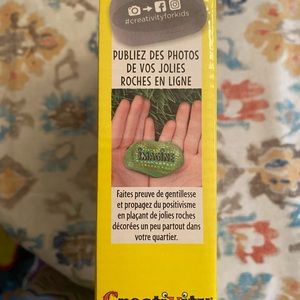 #creativityforkids
PUBLIEZ DES PHOTOS
DE VOS JOLIES
ROCHES EN LIGNE
IMAGINE
Faites preuve de gentillesse
et propagez du positivisme
en plaçant de jolies roches
décorées un peu partout dans
votre quartier.
Creativity